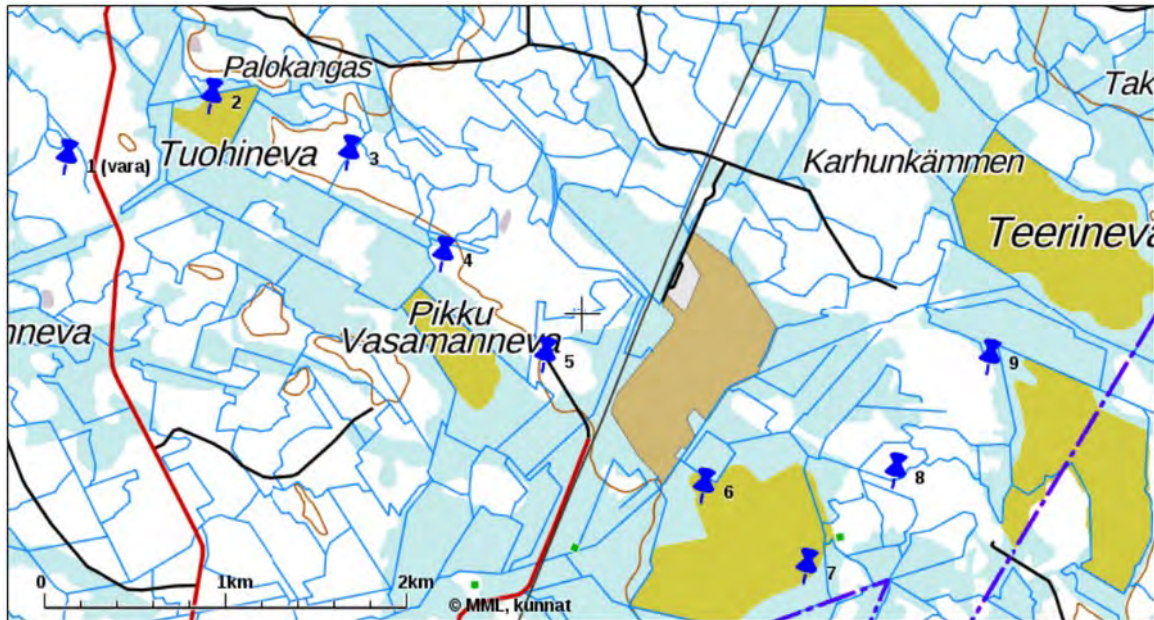 Palokangas
Tak
2
1 (vara)
Tuohineva
3
Karhunkämmen
Teerineva
4
Pikku
Vasamanneva
nneva
5
9
8
6
7
0
1km
2km
© MML, kunnat